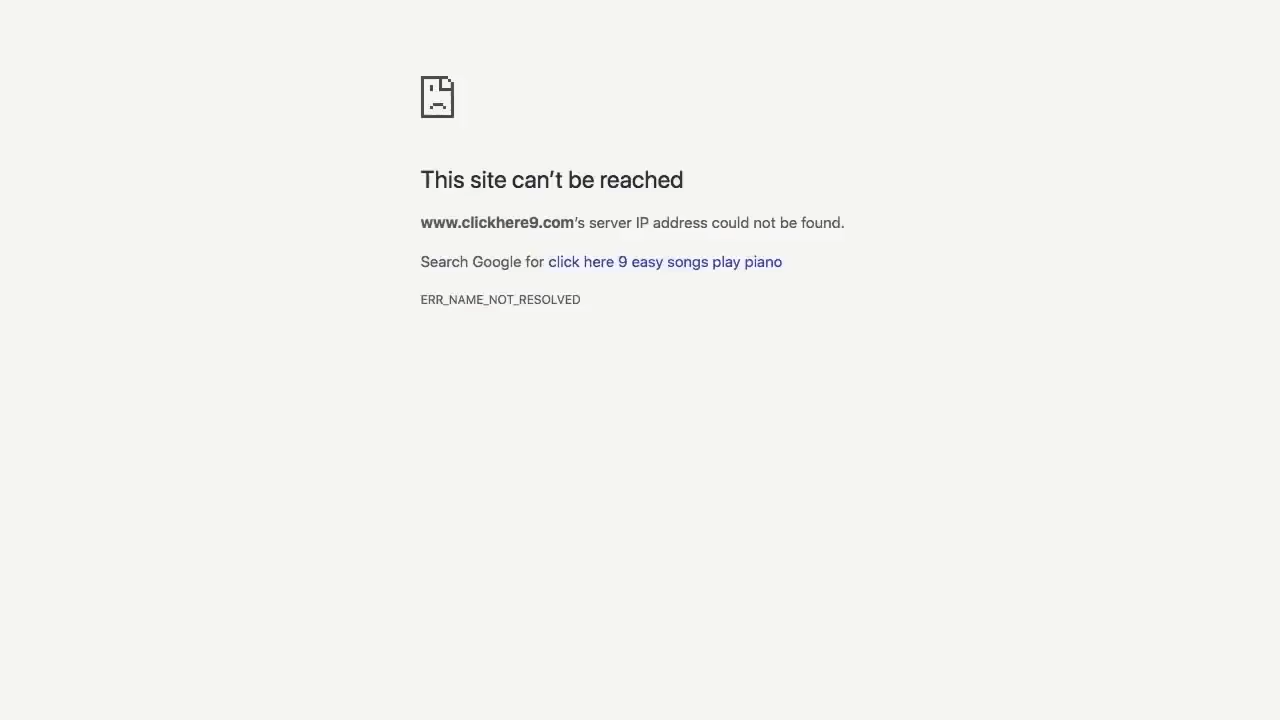 This site can’t be reached
www.clickhere9.com’s server IP address could not be found.
Search Google for click here 9 easy songs play piano
ERR_NAME_NOT_RESOLVED